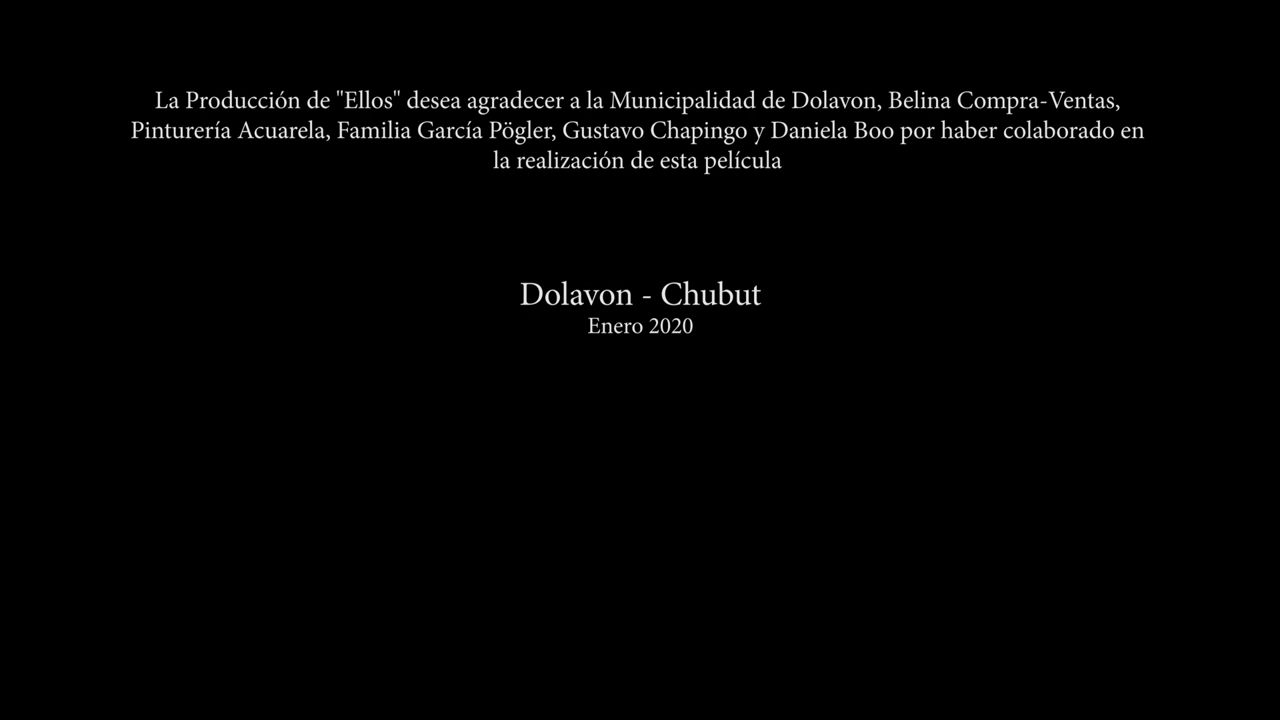 La Producción de "Ellos" desea agradecer a la Municipalidad de Dolavon, Belina Compra-Ventas,
Pinturería Acuarela, Familia García Pögler, Gustavo Chapingo y Daniela Boo por haber colaborado en
la realización de esta película
Dolavon - Chubut
Enero 2020